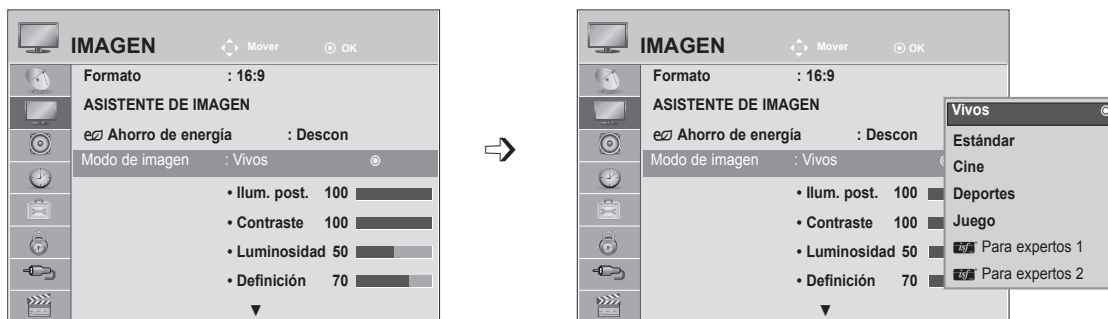 IMAGEN Mover OK
Formato : 16:9
ASISTENTE DE IMAGEN
Ahorro de energía : Descon
Modo de imagen : Vivos
• Ilum. post. 100
• Contraste 100
• Luminosidad 50
• Definición 70
IMAGEN Mover OK
Formato : 16:9
ASISTENTE DE IMAGEN
Ahorro de energía : Descon
Modo de imagen : Vivos
• Ilum. post. 100
• Contraste 100
• Luminosidad 50
• Definición 70
Vivos
Estándar
Cine
Deportes
Juego
isf Para expertos 1
isf Para expertos 2